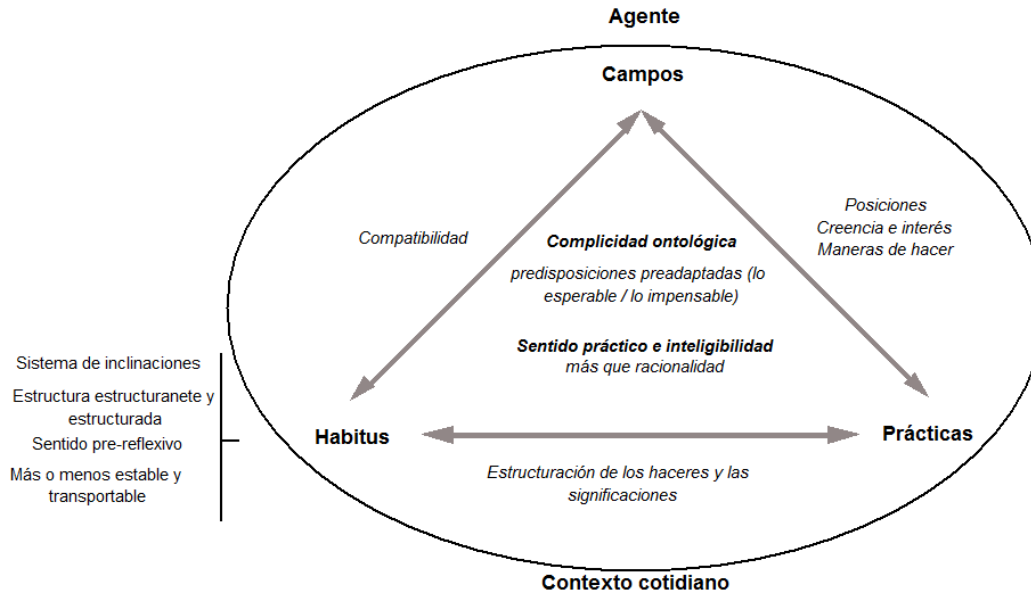 Agente
Campos
Posiciones
Creencia e interés
Maneras de hacer
Compatibilidad
Complicidad ontológica
predisposiciones preadaptadas (lo
esperable / lo impensable)
Sentido práctico e inteligibilidad
más que racionalidad
Sistema de inclinaciones
Estructura estructuranete y
estructurada
Sentido pre-reflexivo
Más o menos estable y
transportable
Habitus
Prácticas
Estructuración de los haceres y las
significaciones
Contexto cotidiano